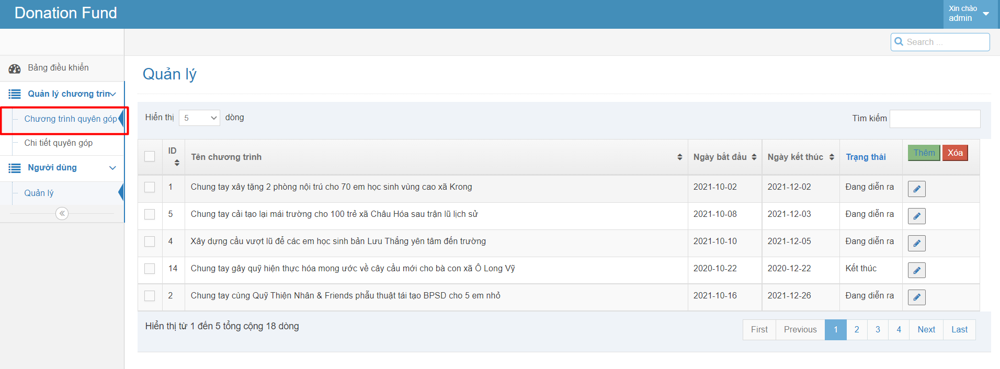 Donation Fund
Xin chào
admin
Search ...
Bảng điều khiển
Quản lý chương trìn
Chương trình quyên góp
Chi tiết quyên góp
Người dùng
Quản lý
Quản lý
Hiển thị 5 dòng
Tìm kiếm
ID Tên chương trình Ngày bắt đầu Ngày kết thúc Trạng thái Thêm Xóa
1 Chung tay xây tặng 2 phòng nội trú cho 70 em học sinh vùng cao xã Krong 2021-10-02 2021-12-02 Đang diễn ra
5 Chung tay cải tạo lại mái trường cho 100 trẻ xã Châu Hóa sau trận lũ lịch sử 2021-10-08 2021-12-03 Đang diễn ra
4 Xây dựng cầu vượt lũ để các em học sinh bản Lưu Thắng yên tâm đến trường 2021-10-10 2021-12-05 Đang diễn ra
14 Chung tay gây quỹ hiện thực hóa mong ước về cây cầu mới cho bà con xã Ô Long Vỹ 2020-10-22 2020-12-22 Kết thúc
2 Chung tay cùng Quỹ Thiện Nhân & Friends phẫu thuật tái tạo BPSD cho 5 em nhỏ 2021-10-16 2021-12-26 Đang diễn ra
Hiển thị từ 1 đến 5 tổng cộng 18 dòng
First Previous 1 2 3 4 Next Last